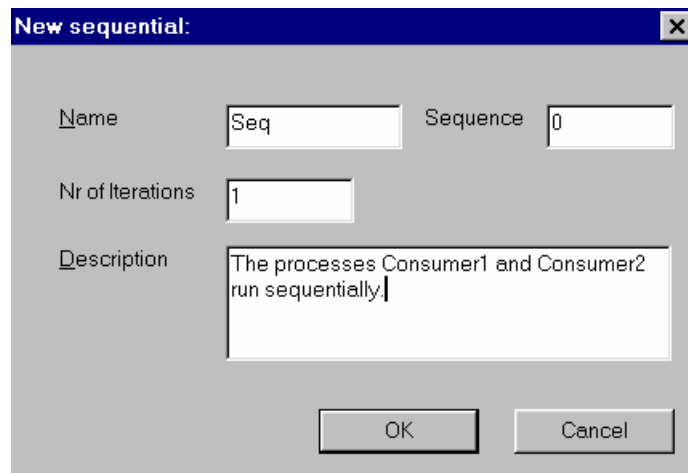 New sequential:
Name Seq Sequence 0
Nr of Iterations 1
Description The processes Consumer1 and Consumer2
run sequentially.
OK Cancel